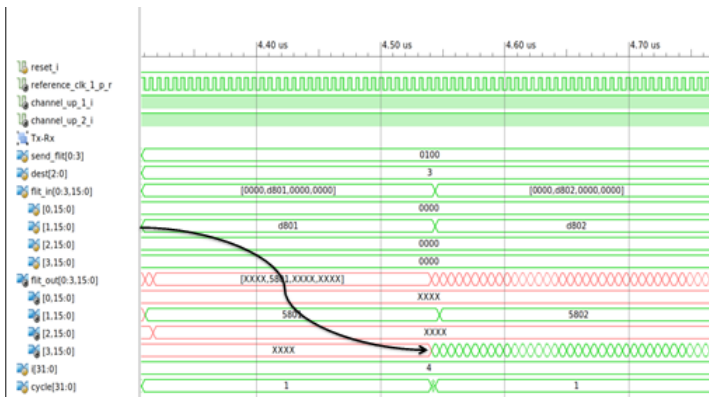 4.40 us 4.50 us 4.60 us 4.70 us
reset_i
reference_clk_1_p_r
channel_up_1_i
channel_up_2_i
Tx-Rx
send_flit[0:3] 0100
dest[2:0] 3
flit_in[0:3,15:0] [0000,d801,0000,0000] [0000,d802,0000,0000]
[0,15:0] 0000
[1,15:0] d801 d802
[2,15:0] 0000
[3,15:0] 0000
flit_out[0:3,15:0] [XXXX,5801,XXXX,XXXX]
[0,15:0] XXXX
[1,15:0] 5801 5802
[2,15:0] XXXX
[3,15:0] XXXX
i[31:0] 4
cycle[31:0] 1 1